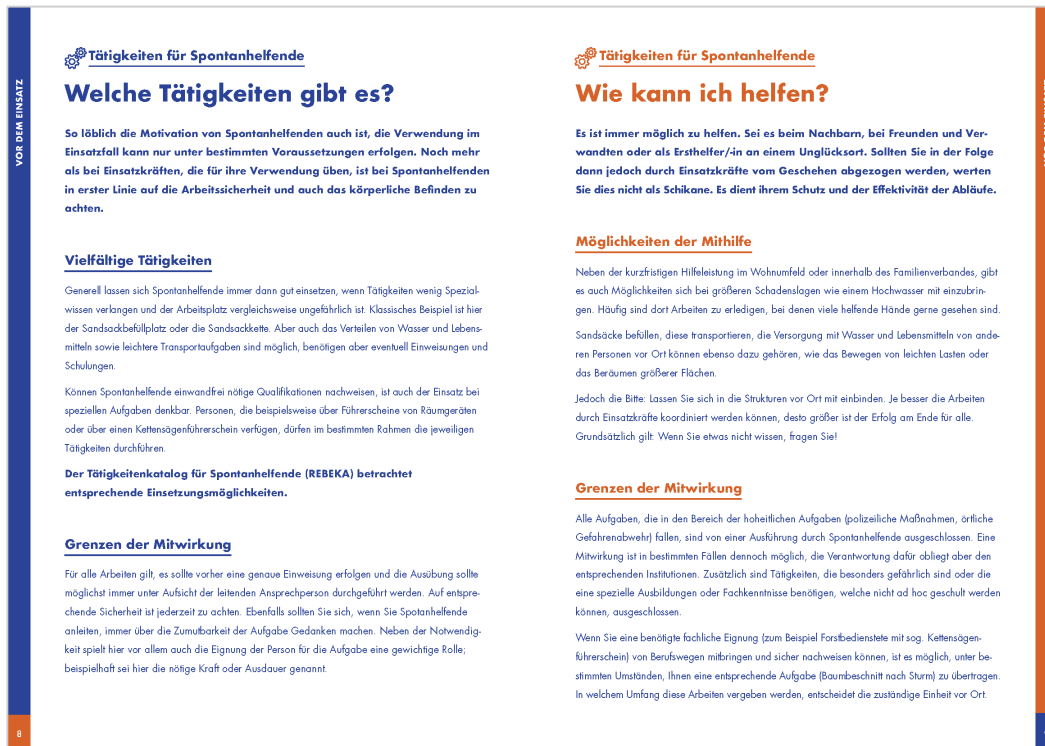 VOR DEM EINSATZ
Tätigkeiten für Spontanhelfende
Welche Tätigkeiten gibt es?
So löblich die Motivation von Spontanhelfenden auch ist, die Verwendung im
Einsatzfall kann nur unter bestimmten Voraussetzungen erfolgen. Noch mehr
als bei Einsatzkräften, die für ihre Verwendung üben, ist bei Spontanhelfenden
in erster Linie auf die Arbeitssicherheit und auch das körperliche Befinden zu
achten.
Vielfältige Tätigkeiten
Generell lassen sich Spontanhelfende immer dann gut einsetzen, wenn Tätigkeiten wenig Spezial-
wissen verlangen und der Arbeitsplatz vergleichsweise ungefährlich ist. Klassisches Beispiel ist hier
der Sandsackbefüllplatz oder die Sandsackkette. Aber auch das Verteilen von Wasser und Lebens-
mitteln sowie leichtere Transportaufgaben sind möglich, benötigen aber eventuell Einweisungen und
Schulungen.
Können Spontanhelfende einwandfrei nötige Qualifikationen nachweisen, ist auch der Einsatz bei
speziellen Aufgaben denkbar. Personen, die beispielsweise über Führerscheine von Räumgeräten
oder über einen Kettensägenführerschein verfügen, dürfen im bestimmten Rahmen die jeweiligen
Tätigkeiten durchführen.
Der Tätigkeitenkatalog für Spontanhelfende (REBEKA) betrachtet
entsprechende Einsetzungsmöglichkeiten.
Grenzen der Mitwirkung
Für alle Arbeiten gilt, es sollte vorher eine genaue Einweisung erfolgen und die Ausübung sollte
möglichst immer unter Aufsicht der leitenden Ansprechperson durchgeführt werden. Auf entspre-
chende Sicherheit ist jederzeit zu achten. Ebenfalls sollten Sie sich, wenn Sie Spotanhelfende
anleiten, immer über die Zumutbarkeit der Aufgabe Gedanken machen. Neben der Notwendig-
keit spielt hier vor allem auch die Eignung der Person für die Aufgabe eine gewichtige Rolle;
beispielhaft sei hier die nötige Kraft oder Ausdauer genannt.
8
Tätigkeiten für Spontanhelfende
Wie kann ich helfen?
Es ist immer möglich zu helfen. Sei es beim Nachbarn, bei Freunden und Ver-
wandten oder als Ersthelfer/-in an einem Unglücksort. Sollten Sie in der Folge
dann jedoch durch Einsatzkräfte vom Geschehen abgezogen werden, werten
Sie dies nicht als Schikane. Es dient ihrem Schutz und der Effektivität der Abläufe.
Möglichkeiten der Mithilfe
Neben der kurzfristigen Hilfeleistung im Wohnumfeld oder innerhalb des Familienverbandes, gibt
es auch Möglichkeiten sich bei größeren Schadenslagen wie einem Hochwasser mit einzubrin-
gen. Häufig sind dort Arbeiten zu erledigen, bei denen viele helfende Hände gerne gesehen sind.
Sandsäcke befüllen, diese transportieren, die Versorgung mit Wasser und Lebensmitteln von ande-
ren Personen vor Ort können ebenso dazu gehören, wie das Bewegen von leichten Lasten oder
das Beräumen größerer Flächen.
Jedoch die Bitte: Lassen Sie sich in die Strukturen vor Ort mit einbinden. Je besser die Arbeiten
durch Einsatzkräfte koordiniert werden können, desto größer ist der Erfolg am Ende für alle.
Grundsätzlich gilt: Wenn Sie etwas nicht wissen, fragen Sie!
Grenzen der Mitwirkung
Alle Aufgaben, die in den Bereich der hoheitlichen Aufgaben (polizeiliche Maßnahmen, örtliche
Gefahrenabwehr) fallen, sind von einer Ausführung durch Spontanhelfende ausgeschlossen. Eine
Mitwirkung ist in bestimmten Fällen dennoch möglich, die Verantwortung dafür obliegt aber den
entsprechenden Institutionen. Zusätzlich sind Tätigkeiten, die besonders gefährlich sind oder die
eine spezielle Ausbildungen oder Fachkenntnisse benötigen, welche nicht ad hoc geschult werden
können, ausgeschlossen.
Wenn Sie eine benötigte fachliche Eignung (zum Beispiel Forstbedienstete mit sog. Kettensägen-
führerschein) von Berufswegen mitbringen und sicher nachweisen können, ist es möglich, unter be-
stimmten Umständen, Ihnen eine entsprechende Aufgabe (Baumbeschnitt nach Sturm) zu übertragen.
In welchem Umfang diese Arbeiten vergeben werden, entscheidet die zuständige Einheit vor Ort.